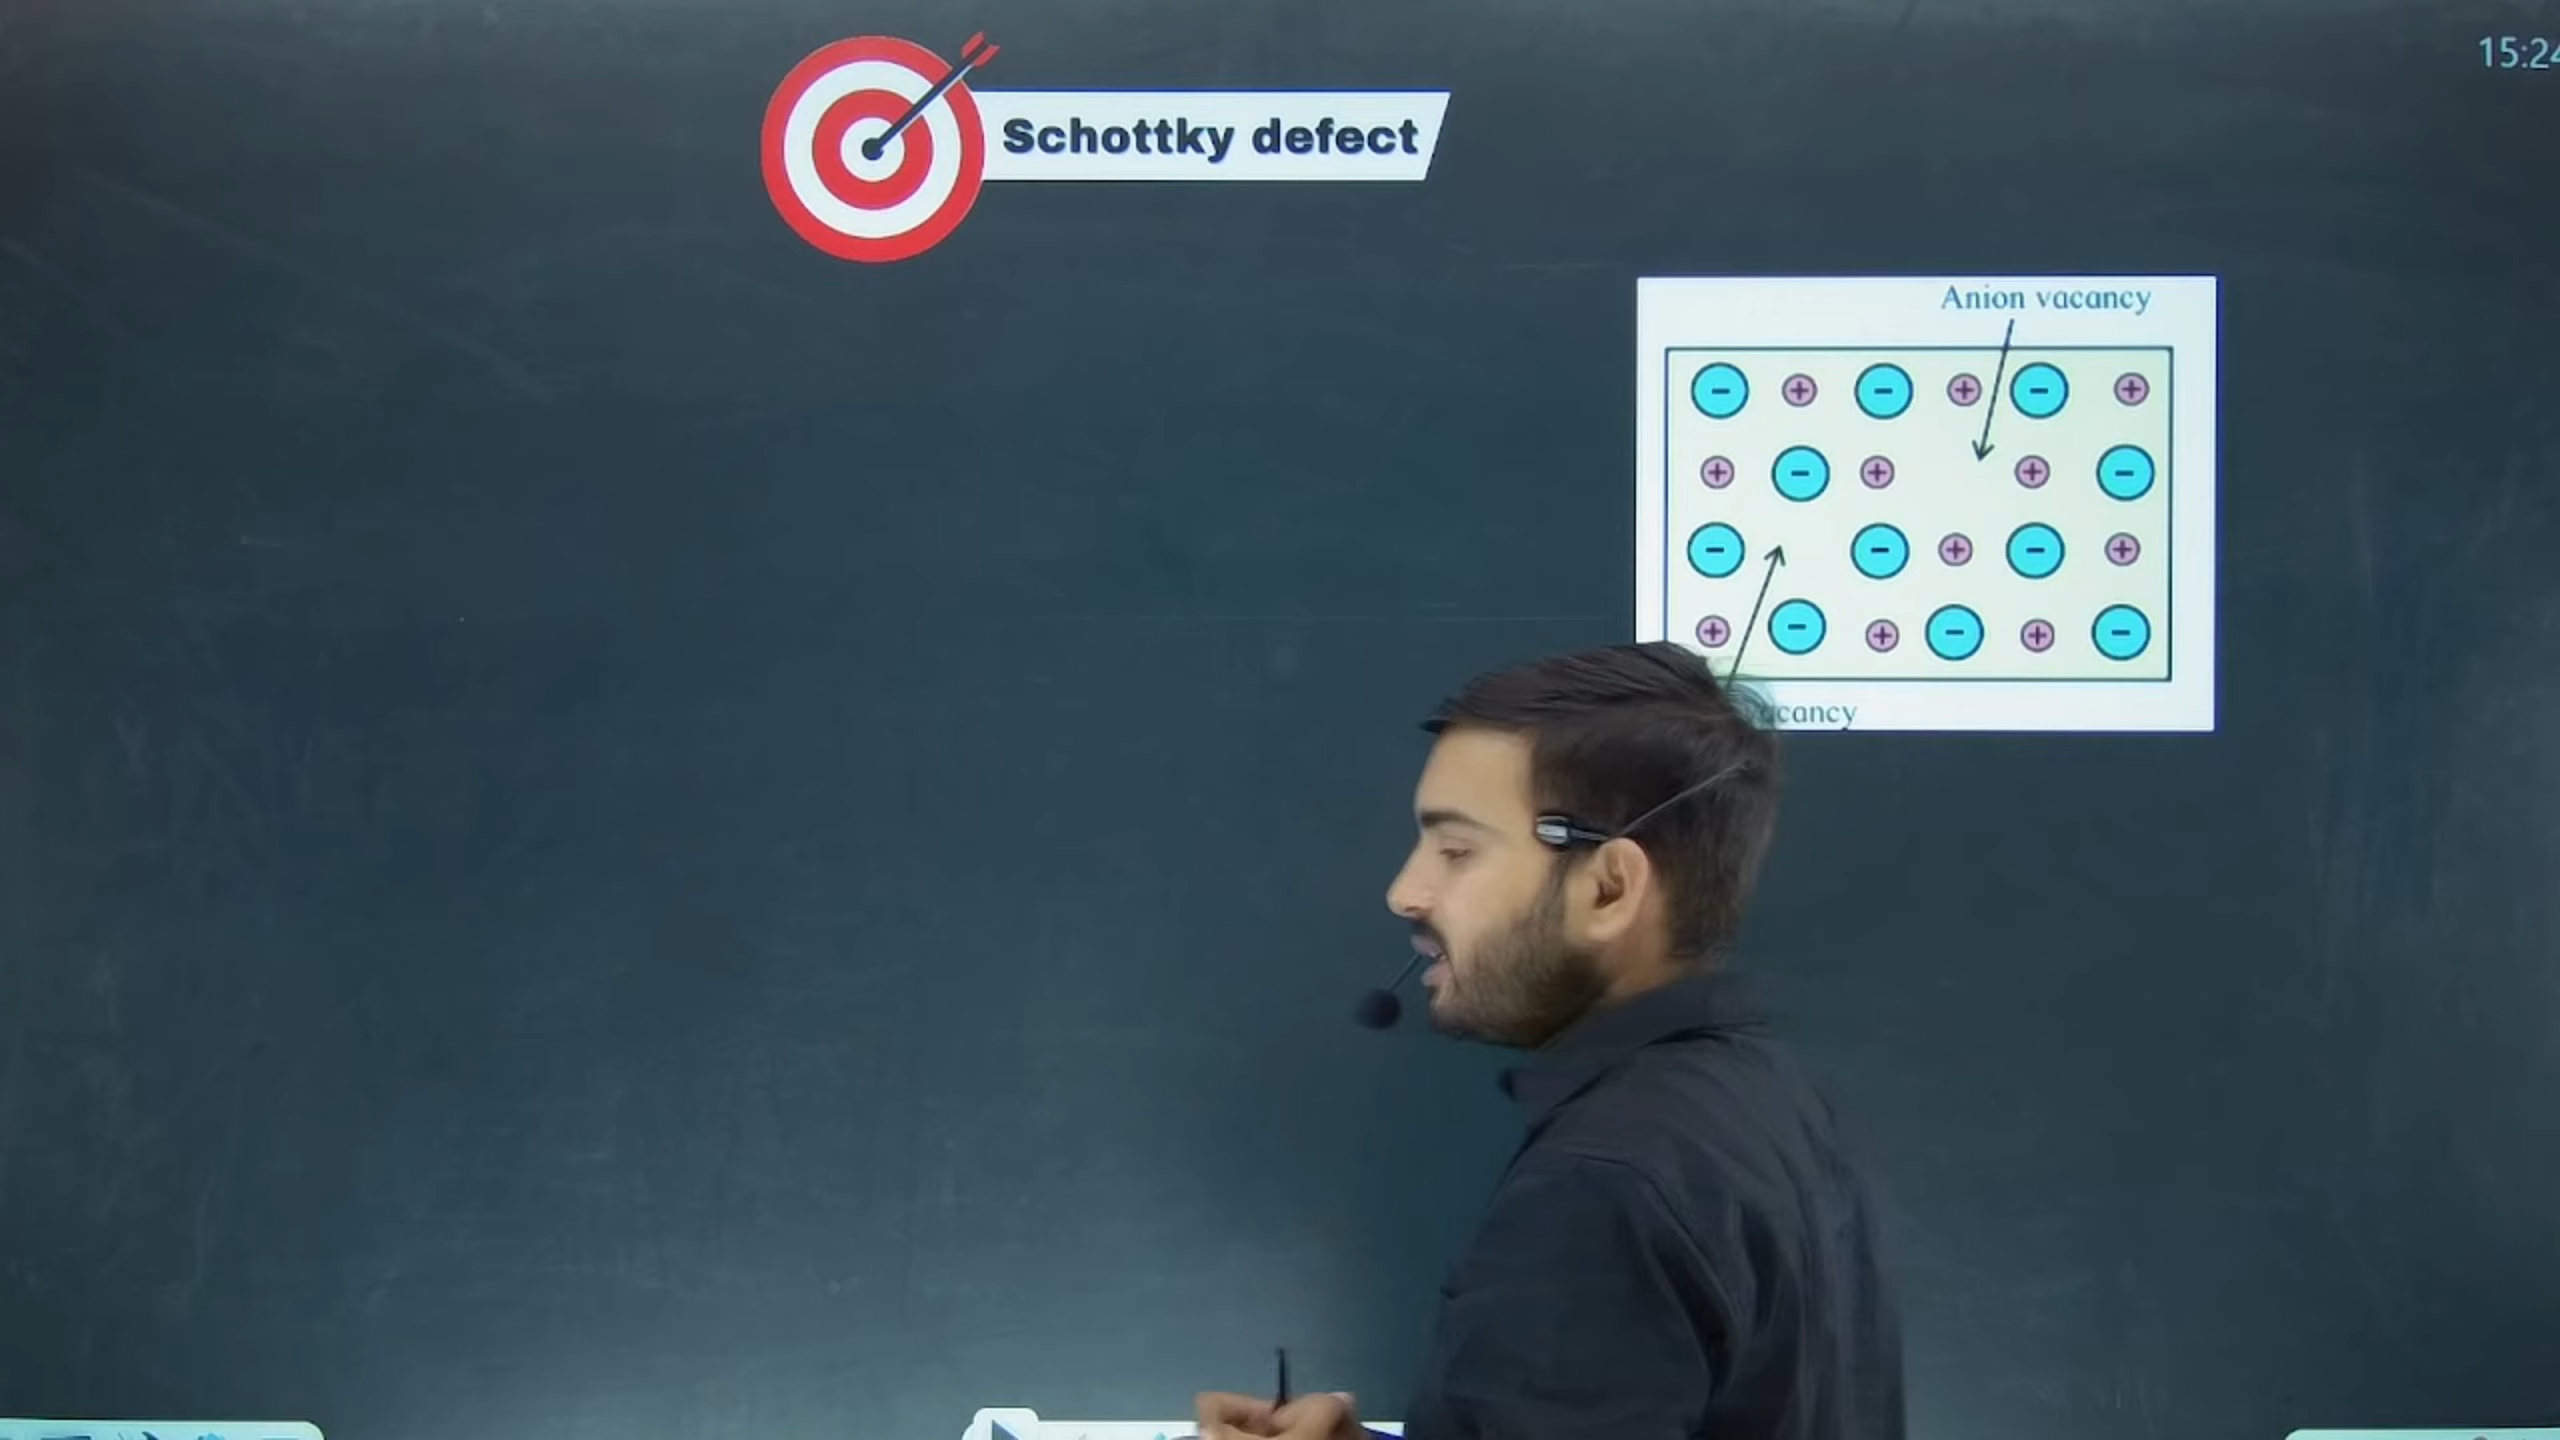 15:24
Schottky defect
Anion vacancy
- + - + - +
+ - + + -
- - + - +
+ - + - + -